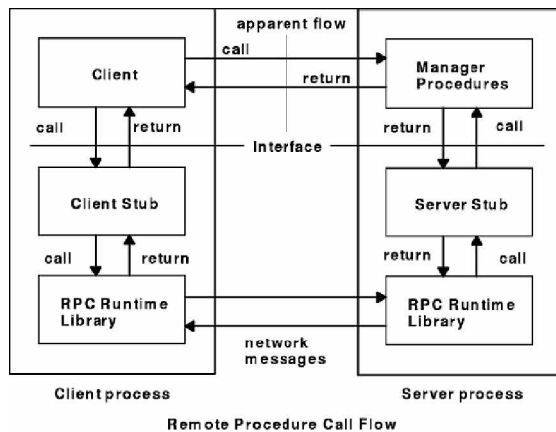 apparent flow
call
Client
Manager
Procedures
return
call
return
return
call
Interface
Client Stub
Server Stub
call
return
return
call
RPC Runtime
Library
RPC Runtime
Library
network
messages
Client process
Server process
Remote Procedure Call Flow